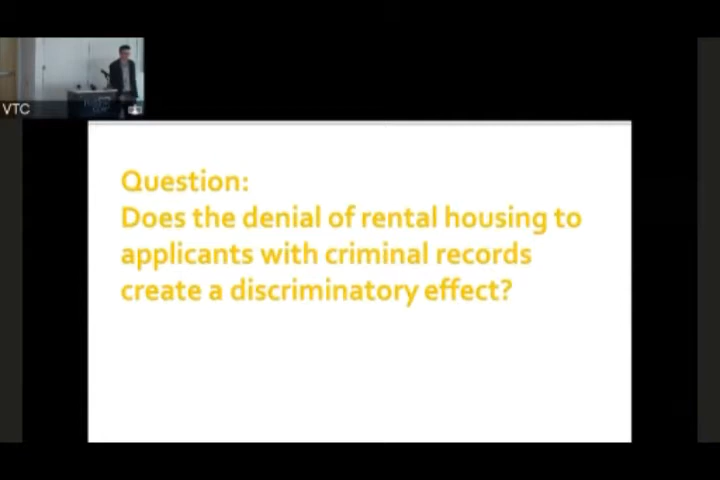 VTC
Question:
Does the denial of rental housing to
applicants with criminal records
create a discriminatory effect?